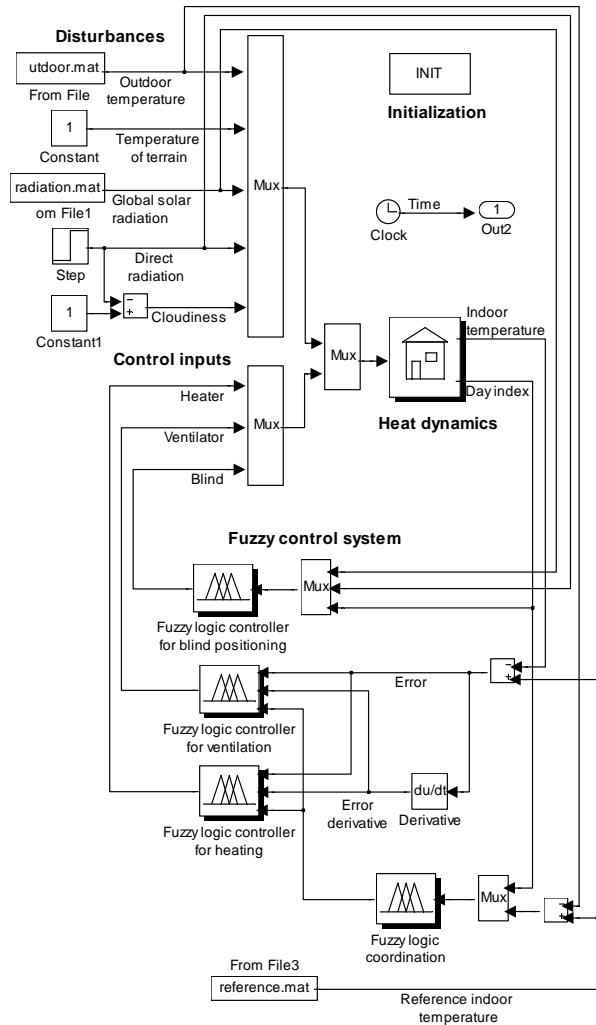 Disturbances
utdoor.mat
From File
Outdoor
temperature
1
Constant
Temperature
of terrain
radiation.mat
om File1
Global solar
radiation
Step
Direct
radiation
1
Constant1
−
+
Cloudiness
Mux
INIT
Initialization
Clock
Time
1
Out2
Control inputs
Heater
Ventilator
Blind
Mux
Mux
Indoor
temperature
Day index
Heat dynamics
Fuzzy control system
Mux
Fuzzy logic controller
for blind positioning
Fuzzy logic controller
for ventilation
Error
−
+
Fuzzy logic controller
for heating
Error
derivative
du/dt
Derivative
Fuzzy logic
coordination
Mux
−
+
From File3
reference.mat
Reference indoor
temperature